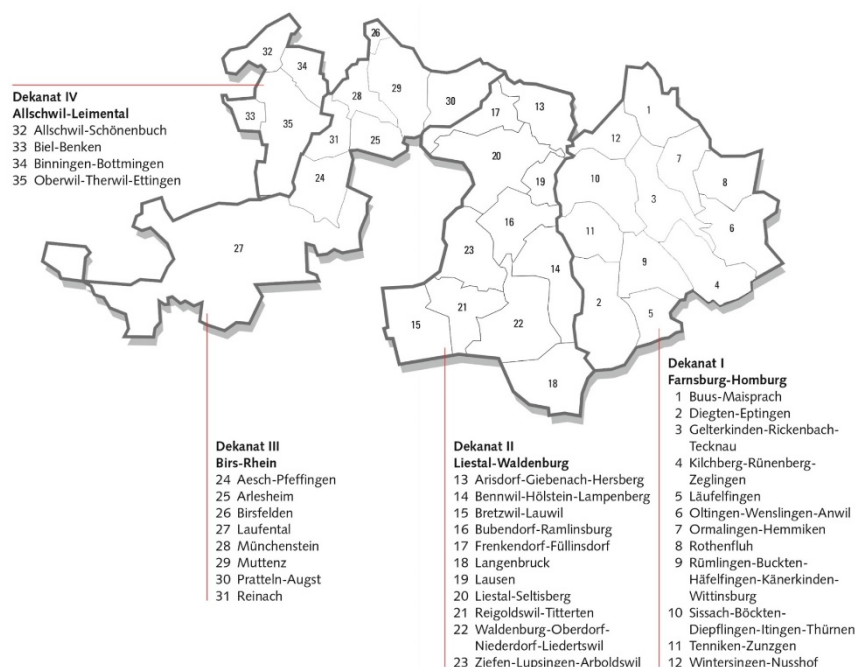 26
32
34
29
28
30
33
35
31
25
24
27
17
13
20
19
16
23
14
15
21
22
18
1
12
7
10
8
3
6
11
9
4
2
5
Dekanat IV
Allschwil-Leimental
32 Allschwil-Schönenbuch
33 Biel-Benken
34 Binningen-Bottmingen
35 Oberwil-Therwil-Ettingen
Dekanat III
Birs-Rhein
24 Aesch-Pfeffingen
25 Arlesheim
26 Birsfelden
27 Laufental
28 Münchenstein
29 Muttenz
30 Pratteln-Augst
31 Reinach
Dekanat II
Liestal-Waldenburg
13 Arisdorf-Giebenach-Hersberg
14 Bennwil-Hölstein-Lampenberg
15 Bretzwil-Lauwil
16 Bubendorf-Ramlinsburg
17 Frenkendorf-Füllinsdorf
18 Langenbruck
19 Lausen
20 Liestal-Seltisberg
21 Reigoldswil-Titterten
22 Waldenburg-Oberdorf-
Niederdorf-Liedertswil
23 Ziefen-Lupsingen-Arboldswil
Dekanat I
Farnsburg-Homburg
1 Buus-Maisprach
2 Diegten-Eptingen
3 Gelterkinden-Rickenbach-
Tecknau
4 Kilchberg-Rünenberg-
Zeglingen
5 Läufelfingen
6 Oltingen-Wenslingen-Anwil
7 Ormalingen-Hemmiken
8 Rothenfluh
9 Rümlingen-Buckten-
Häfelfingen-Känerkinden-
Wittinsburg
10 Sissach-Böckten-
Diepflingen-Itingen-Thürnen
11 Tenniken-Zunzgen
12 Wintersingen-Nusshof